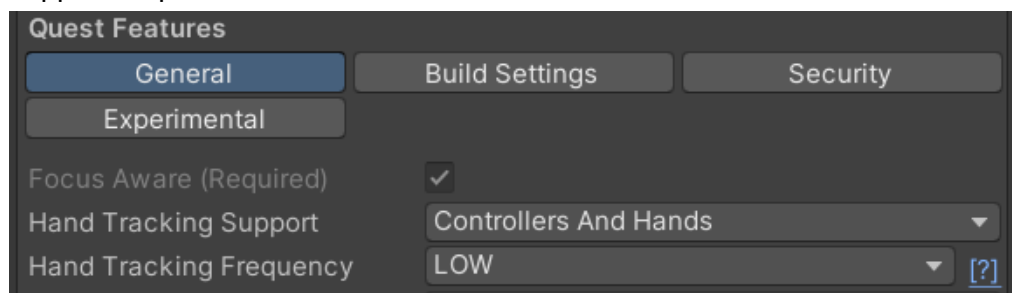 Quest Features
General Build Settings Security
Experimental
Focus Aware (Required)
Hand Tracking Support Controllers And Hands
Hand Tracking Frequency LOW [?]